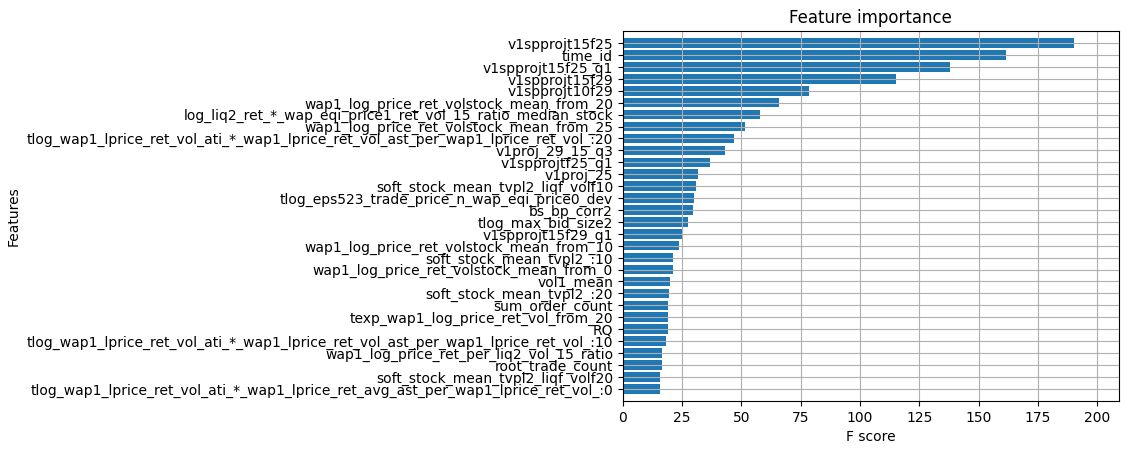 Feature importance
v1spprojt15f25
time_id
v1spprojt15f25_q1
v1spprojt15f29
v1spprojt10f29
wap1_log_price_ret_volstock_mean_from_20
log_liq2_ret_*_wap_eqi_price1_ret_vol_15_ratio_median_stock
wap1_log_price_ret_volstock_mean_from_25
tlog_wap1_lprice_ret_vol_ati_*_wap1_lprice_ret_vol_ast_per_wap1_lprice_ret_vol_:20
v1proj_29_15_q3
v1spprojtf25_q1
v1proj_25
soft_stock_mean_tvpl2_liqf_volf10
tlog_eps523_trade_price_n_wap_eqi_price0_dev
bs_bp_corr2
tlog_max_bid_size2
v1spprojt15f29_q1
wap1_log_price_ret_volstock_mean_from_10
soft_stock_mean_tvpl2_:10
wap1_log_price_ret_volstock_mean_from_0
vol1_mean
soft_stock_mean_tvpl2_:20
sum_order_count
texp_wap1_log_price_ret_vol_from_20
RQ
tlog_wap1_lprice_ret_vol_ati_*_wap1_lprice_ret_vol_ast_per_wap1_lprice_ret_vol_:10
wap1_log_price_ret_per_liq2_vol_15_ratio
root_trade_count
soft_stock_mean_tvpl2_liqf_volf20
tlog_wap1_lprice_ret_vol_ati_*_wap1_lprice_ret_avg_ast_per_wap1_lprice_ret_vol_:0
Features
0 25 50 75 100 125 150 175 200
F score